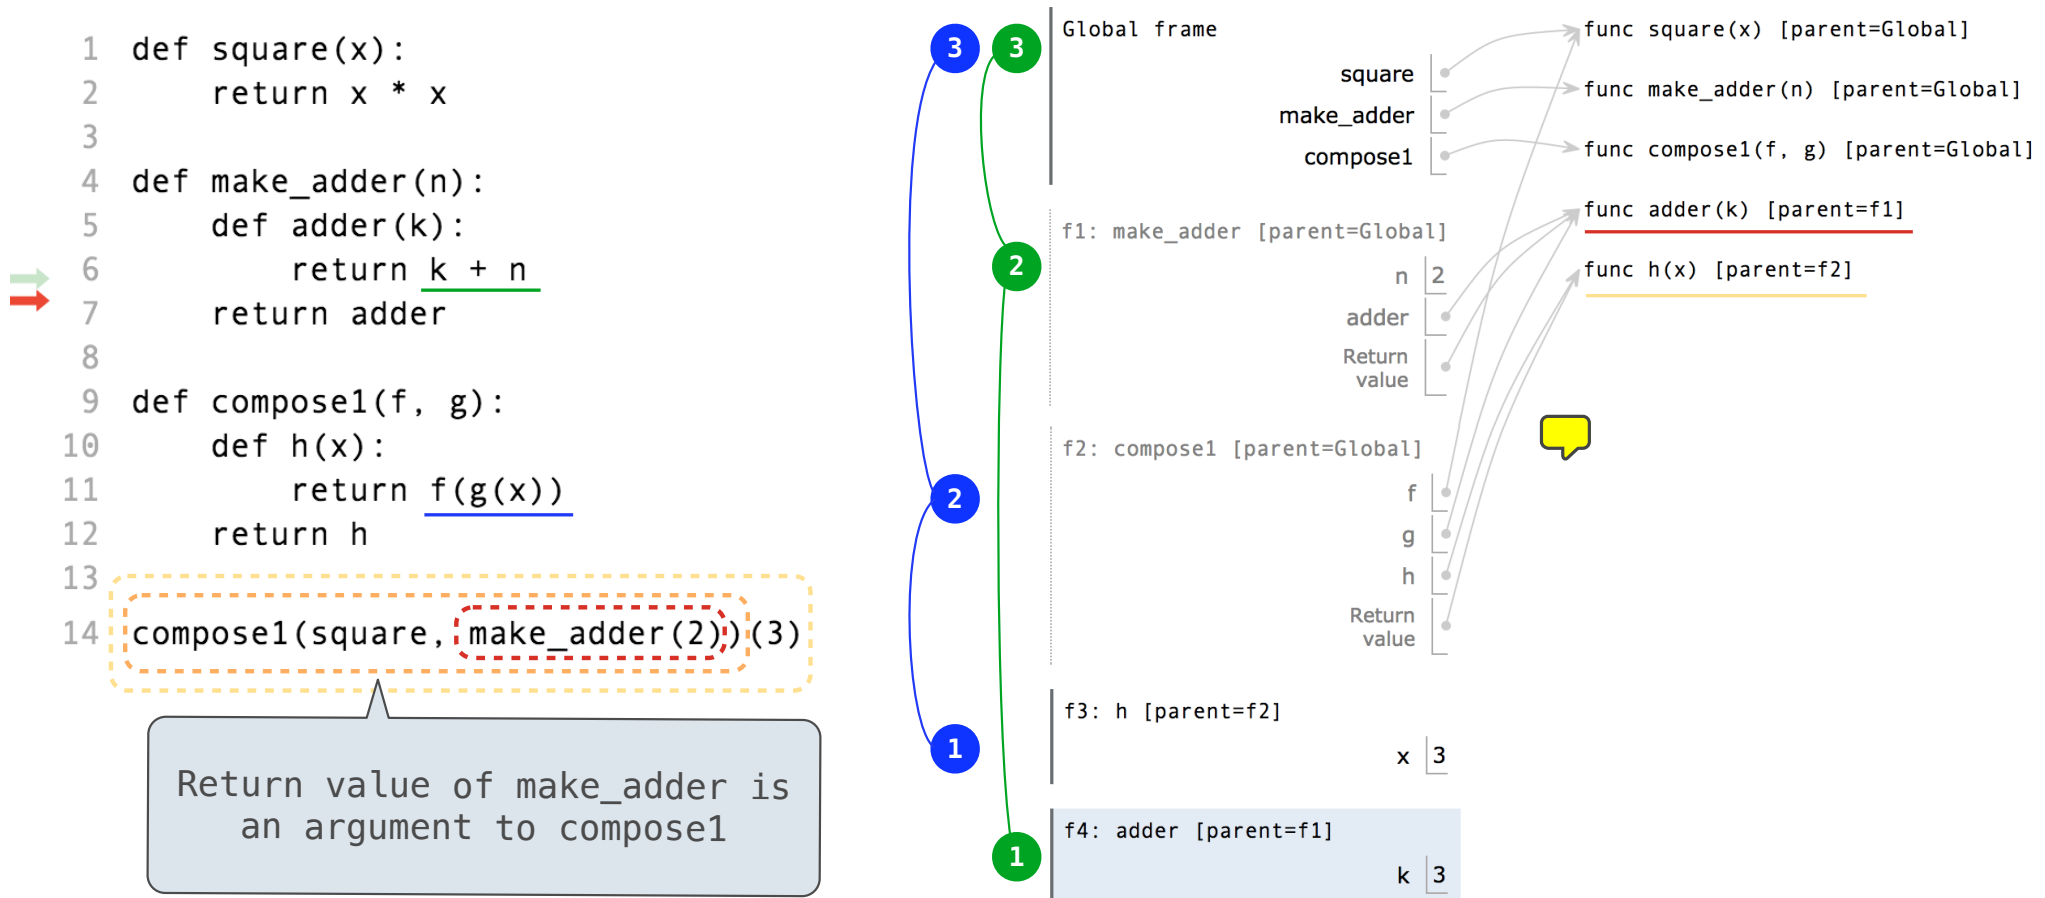 1 def square(x):
2 return x * x
3
4 def make_adder(n):
5 def adder(k):
6 return k + n
7 return adder
8
9 def compose1(f, g):
10 def h(x):
11 return f(g(x))
12 return h
13
14 compose1(square, make_adder(2))(3)
Return value of make_adder is
an argument to compose1
3 3
2
2
1
1
Global frame
square
make_adder
compose1
f1: make_adder [parent=Global]
n 2
adder
Return
value
f2: compose1 [parent=Global]
f
g
h
Return
value
f3: h [parent=f2]
x 3
f4: adder [parent=f1]
k 3
func square(x) [parent=Global]
func make_adder(n) [parent=Global]
func compose1(f, g) [parent=Global]
func adder(k) [parent=f1]
func h(x) [parent=f2]